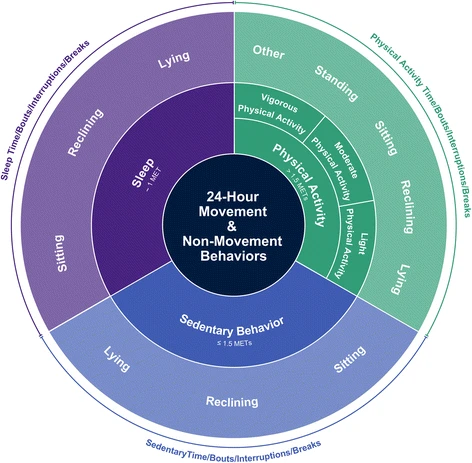 24-Hour
Movement
&
Non-Movement
Behaviors
Sleep
~ 1 MET
Physical Activity
> 1.5 METs
Vigorous
Physical Activity
Moderate
Physical Activity
Light
Physical Activity
Sedentary Behavior
≤ 1.5 METs
Sitting
Reclining
Lying
Other
Standing
Sitting
Reclining
Lying
Lying
Reclining
Sitting
Sleep Time/Bouts/Interruptions/Breaks
Physical Activity Time/Bouts/Interruptions/Breaks
SedentaryTime/Bouts/Interruptions/Breaks